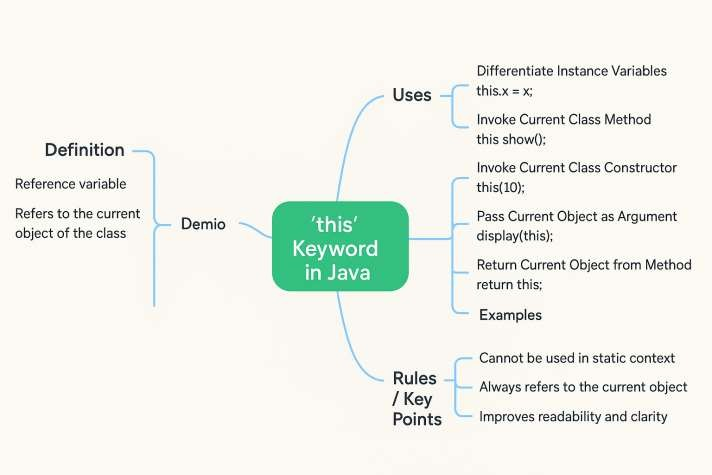 'this'
Keyword
in Java
Definition
Reference variable
Refers to the current
object of the class
Demio
Uses
Differentiate Instance Variables
this.x = x;
Invoke Current Class Method
this show();
Invoke Current Class Constructor
this(10);
Pass Current Object as Argument
display(this);
Return Current Object from Method
return this;
Examples
Rules
/ Key
Points
Cannot be used in static context
Always refers to the current object
Improves readability and clarity